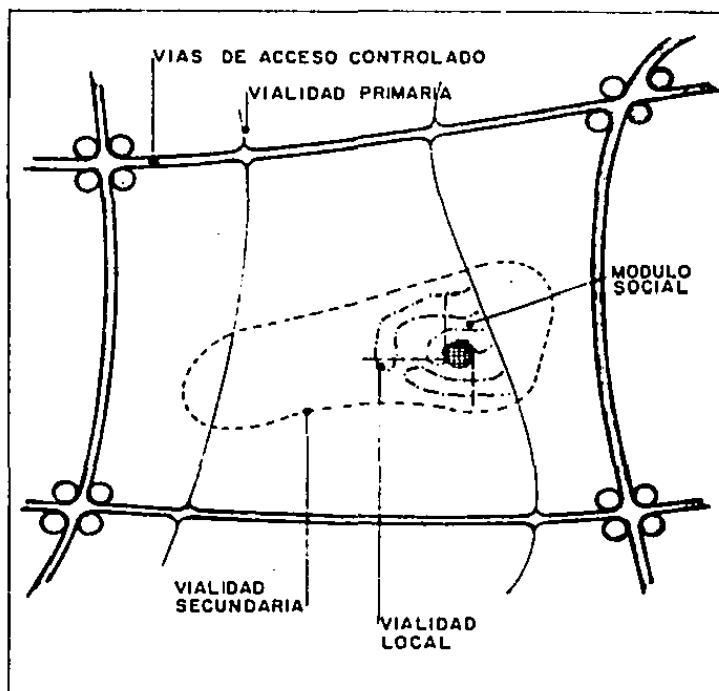 VIAS DE ACCESO CONTROLADO
VIALIDAD PRIMARIA
MODULO
SOCIAL
VIALIDAD
SECUNDARIA
VIALIDAD
LOCAL